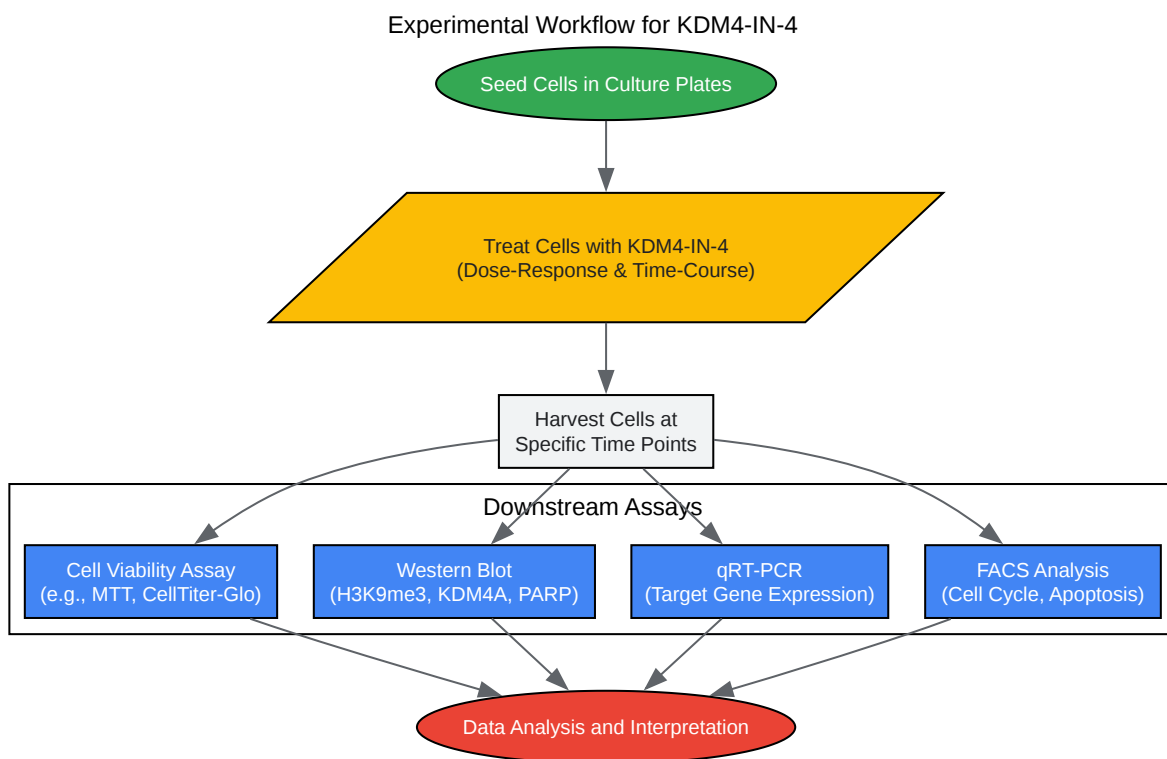 Experimental Workflow for KDM4-IN-4
Seed Cells in Culture Plates
Treat Cells with KDM4-IN-4
(Dose-Response & Time-Course)
Harvest Cells at
Specific Time Points
Downstream Assays
Cell Viability Assay
(e.g., MTT, CellTiter-Glo)
Western Blot
(H3K9me3, KDM4A, PARP)
qRT-PCR
(Target Gene Expression)
FACS Analysis
(Cell Cycle, Apoptosis)
Data Analysis and Interpretation